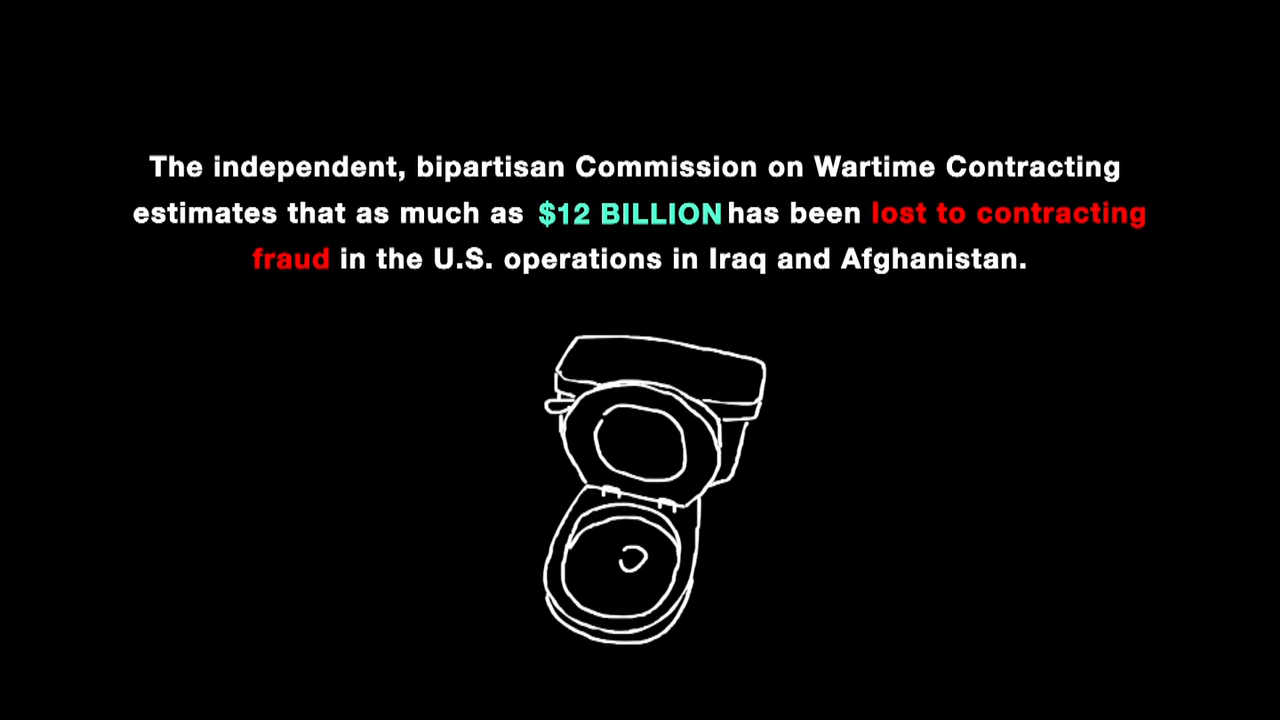 The independent, bipartisan Commission on Wartime Contracting
estimates that as much as $12 BILLION has been lost to contracting
fraud in the U.S. operations in Iraq and Afghanistan.